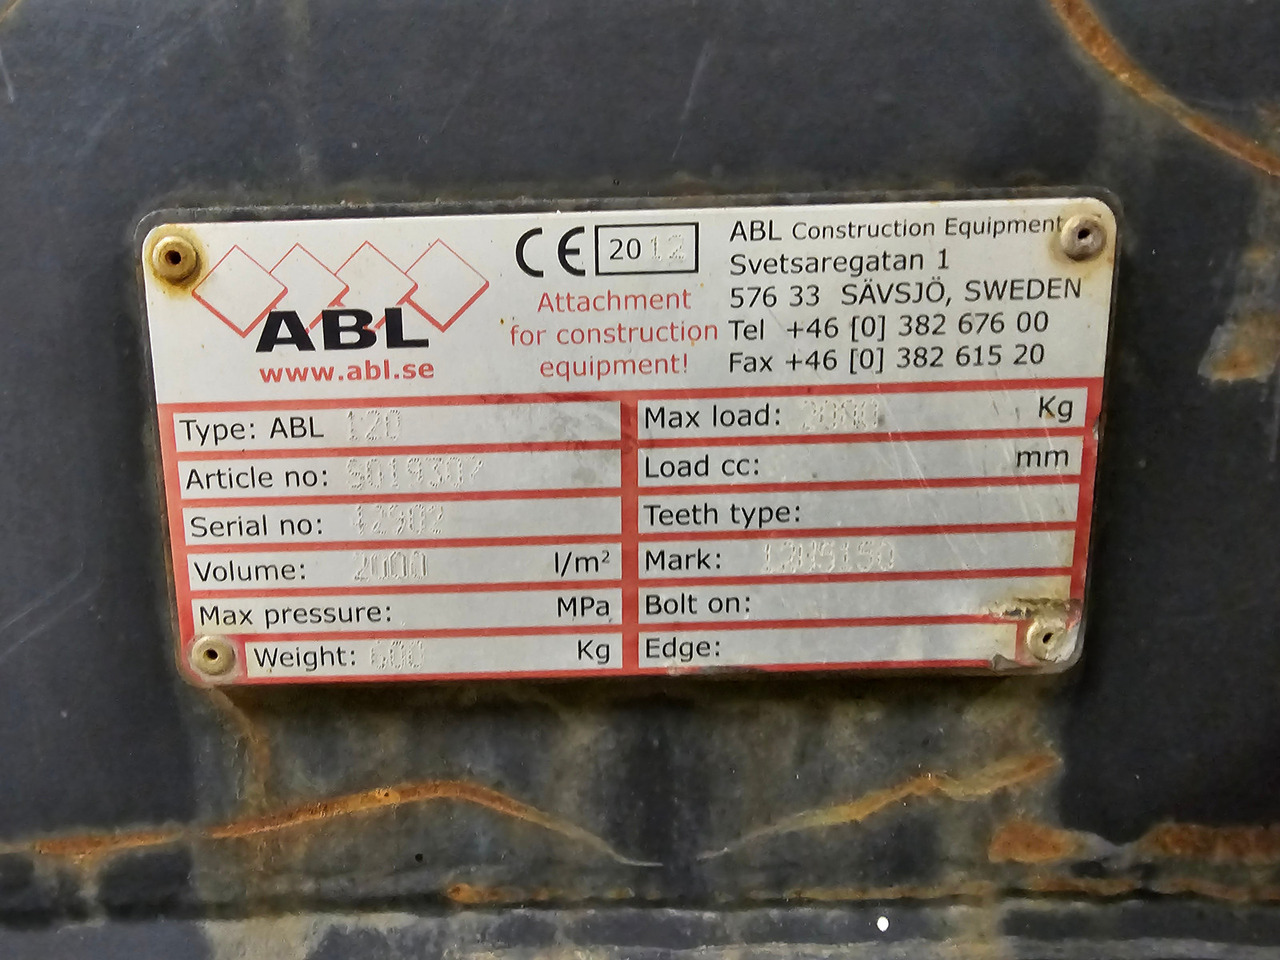 ABL
www.abl.se
CE 2012
Attachment
for construction
equipment!
ABL Construction Equipment
Svetsaregatan 1
576 33 SÄVSJÖ, SWEDEN
Tel +46 [0] 382 676 00
Fax +46 [0] 382 615 20
Type: ABL 120
Article no: S019307
Serial no: 12902
Volume: 2000 l/m²
Max pressure: MPa
Weight: 600 Kg
Max load: Kg
Load cc: mm
Teeth type:
Mark:
Bolt on:
Edge: